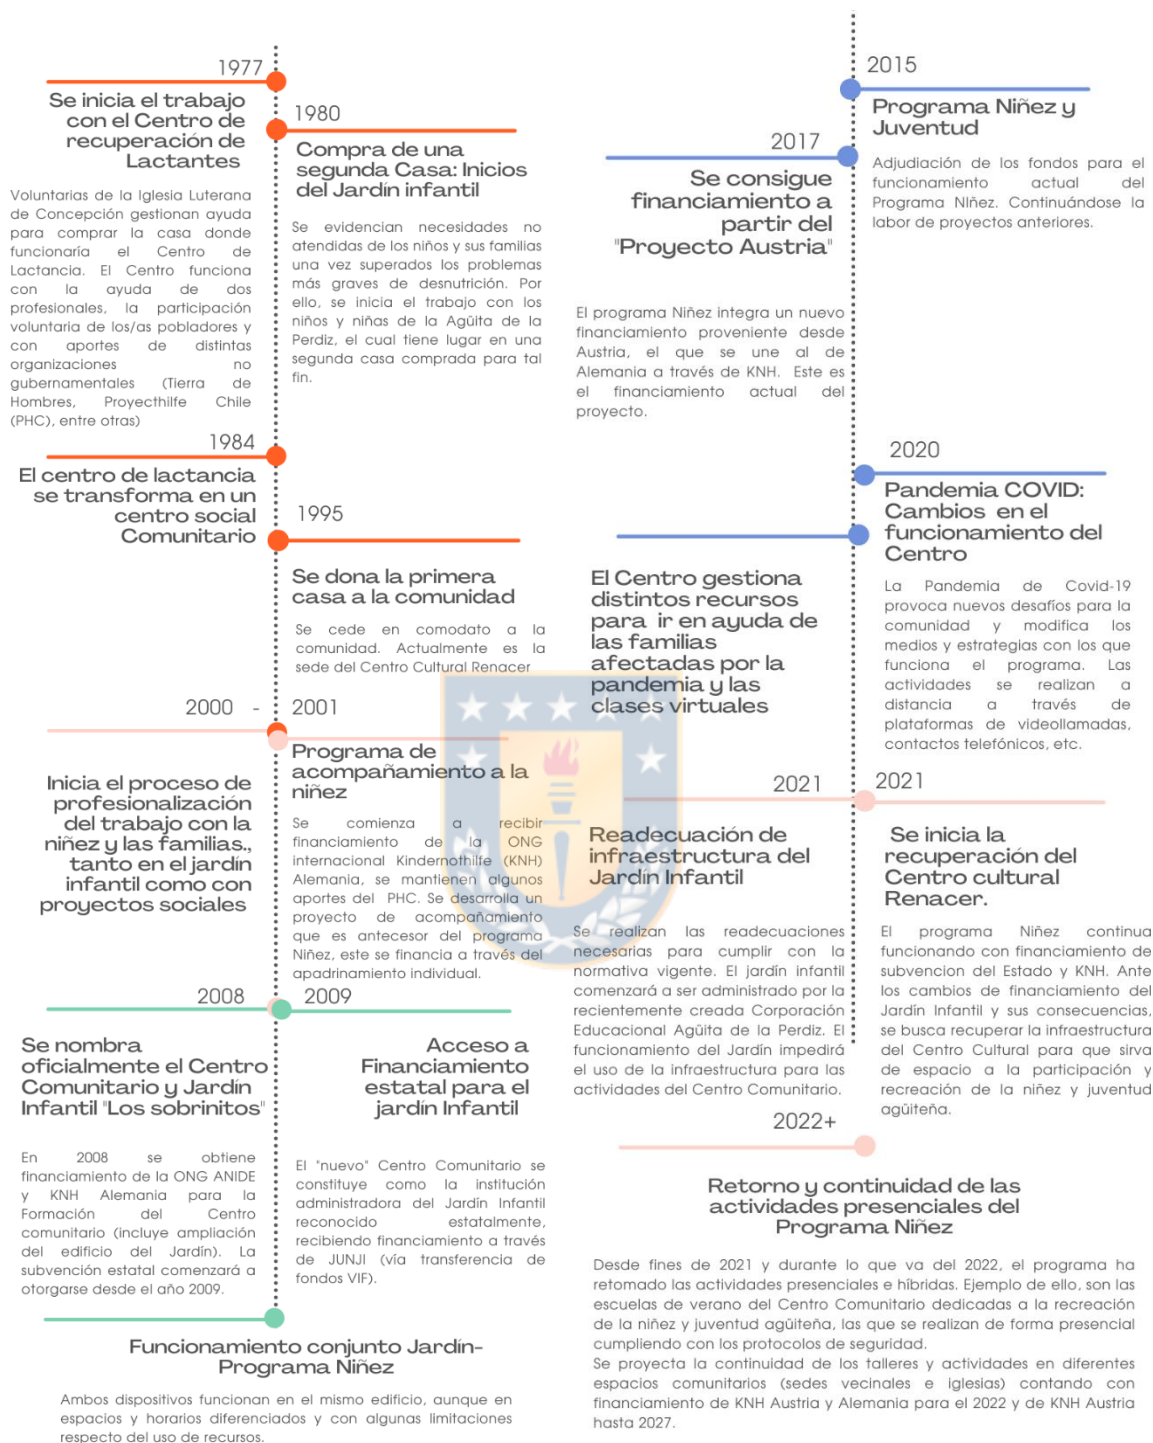 1977
Se inicia el trabajo
con el Centro de
recuperación de
Lactantes
Voluntarias de la Iglesia Luterana
de Concepción gestionan ayuda
para comprar la casa donde
funcionaría el Centro de
Lactancia. El Centro funciona
con la ayuda de dos
profesionales, la participación
voluntaria de los/as pobladores y
con aportes de distintas
organizaciones no
gubernamentales (Tierra de
Hombres, Proyecthilfe Chile
(PHC), entre otras)
1980
Compra de una
segunda Casa: Inicios
del Jardín infantil
Se evidencian necesidades no
atendidas de los niños y sus familias
una vez superados los problemas
más graves de desnutrición. Por
ello, se inicia el trabajo con los
niños y niñas de la Agüita de la
Perdiz, el cual tiene lugar en una
segunda casa comprada para tal
fin.
1984
El centro de lactancia
se transforma en un
centro social
Comunitario
1995
Se dona la primera
casa a la comunidad
Se cede en comodato a la
comunidad. Actualmente es la
sede del Centro Cultural Renacer
2000 - 2001
Inicia el proceso de
profesionalización
del trabajo con la
niñez y las familias.,
tanto en el jardín
infantil como con
proyectos sociales
Programa de
acompañamiento a la
niñez
Se comienza a recibir
financiamiento de la ONG
internacional Kindernothilfe (KNH)
Alemania, se mantienen algunos
aportes del PHC. Se desarrolla un
proyecto de acompañamiento
que es antecesor del programa
Niñez, este se financia a través del
apadrinamiento individual.
2008
Se nombra
oficialmente el Centro
Comunitario y Jardín
Infantil "Los sobrinitos"
En 2008 se obtiene
financiamiento de la ONG ANIDE
y KNH Alemania para la
Formación del Centro
comunitario (incluye ampliación
del edificio del Jardín). La
subvención estatal comenzará a
otorgarse desde el año 2009.
2009
Acceso a
Financiamiento
estatal para el
jardín Infantil
El "nuevo" Centro Comunitario se
constituye como la institución
administradora del Jardín Infantil
reconocido estatalmente,
recibiendo financiamiento a través
de JUNJI (vía transferencia de
fondos VIF).
Funcionamiento conjunto Jardín-
Programa Niñez
Ambos dispositivos funcionan en el mismo edificio, aunque en
espacios y horarios diferenciados y con algunas limitaciones
respecto del uso de recursos.
2015
Programa Niñez y
Juventud
Adjudiación de los fondos para el
funcionamiento actual del
Programa NIñez. Continuándose la
labor de proyectos anteriores.
2017
Se consigue
financiamiento a
partir del
"Proyecto Austria"
El programa Niñez integra un nuevo
financiamiento proveniente desde
Austria, el que se une al de
Alemania a través de KNH. Este es
el financiamiento actual del
proyecto.
2020
Pandemia COVID:
Cambios en el
funcionamiento del
Centro
La Pandemia de Covid-19
provoca nuevos desafíos para la
comunidad y modifica los
medios y estrategias con los que
funciona el programa. Las
actividades se realizan a
distancia a través de
plataformas de videollamadas,
contactos telefónicos, etc.
El Centro gestiona
distintos recursos
para ir en ayuda de
las familias
afectadas por la
pandemia y las
clases virtuales
2021
Readecuación de
infraestructura del
Jardín Infantil
Se realizan las readecuaciones
necesarias para cumplir con la
normativa vigente. El jardín infantil
comenzará a ser administrado por la
recientemente creada Corporación
Educacional Agüita de la Perdiz. El
funcionamiento del Jardín impedirá
el uso de la infraestructura para las
actividades del Centro Comunitario.
2021
Se inicia la
recuperación del
Centro cultural
Renacer.
El programa Niñez continua
funcionando con financiamiento de
subvencion del Estado y KNH. Ante
los cambios de financiamiento del
Jardín Infantil y sus consecuencias,
se busca recuperar la infraestructura
del Centro Cultural para que sirva
de espacio a la participación y
recreación de la niñez y juventud
agüiteña.
2022+
Retorno y continuidad de las
actividades presenciales del
Programa Niñez
Desde fines de 2021 y durante lo que va del 2022, el programa ha
retomado las actividades presenciales e híbridas. Ejemplo de ello, son las
escuelas de verano del Centro Comunitario dedicadas a la recreación
de la niñez y juventud agüiteña, las que se realizan de forma presencial
cumpliendo con los protocolos de seguridad.
Se proyecta la continuidad de los talleres y actividades en diferentes
espacios comunitarios (sedes vecinales e iglesias) contando con
financiamiento de KNH Austria y Alemania para el 2022 y de KNH Austria
hasta 2027.